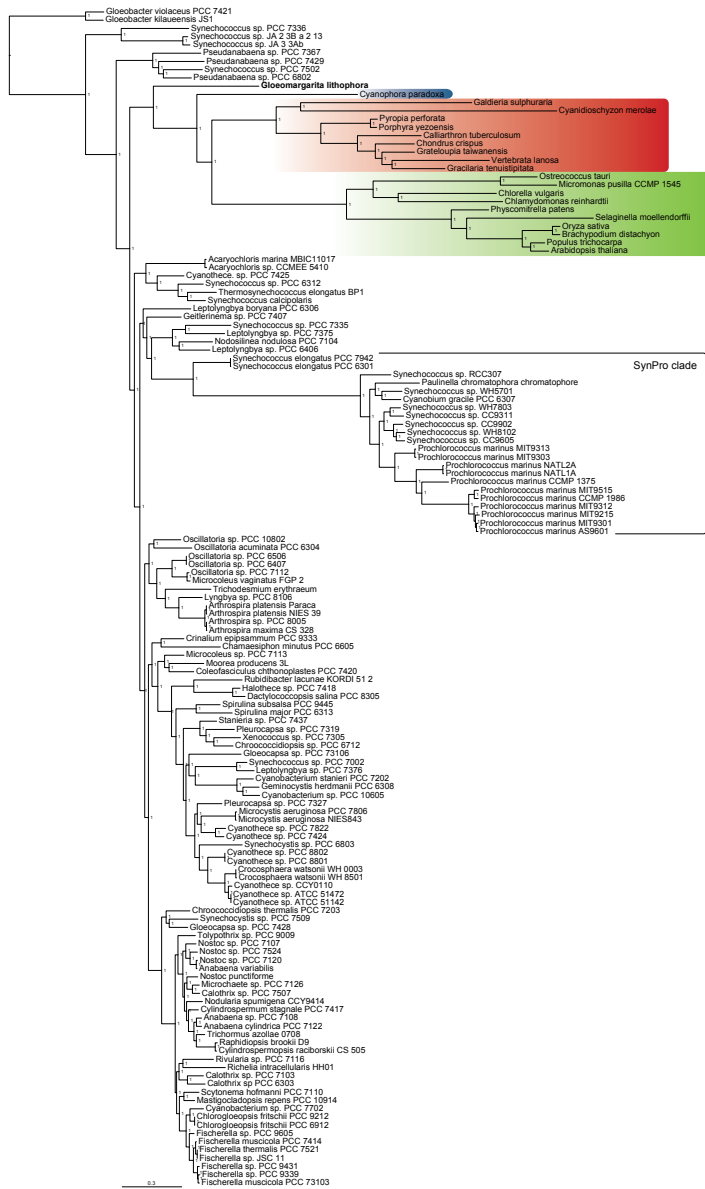 Gloeobacter violaceus PCC 7421
Gloeobacter kilaueensis JS1
Synechococcus sp. PCC 7336
Synechococcus sp. JA 2 3B a 2 13
Synechococcus sp. JA 3 3Ab
Pseudanabaena sp. PCC 7367
Pseudanabaena sp. PCC 7429
Synechococcus sp. PCC 7502
Pseudanabaena sp. PCC 6802
Gloeomargarita lithophora
Cyanophora paradoxa
Galdieria sulphuraria
Cyanidioschyzon merolae
Pyropia perforata
Porphyra yezoensis
Calliarthron tuberculosum
Chondrus crispus
Grateloupia taiwanensis
Vertebrata lanosa
Gracilaria tenuistipitata
Ostreococcus tauri
Micromonas pusilla CCMP 1545
Chlorella vulgaris
Chlamydomonas reinhardtii
Physcomitrella patens
Selaginella moellendorffii
Oryza sativa
Brachypodium distachyon
Populus trichocarpa
Arabidopsis thaliana
Acaryochloris marina MBIC11017
Acaryochloris sp. CCMEE 5410
Cyanothece. sp. PCC 7425
Synechococcus sp. PCC 6312
Thermosynechococcus elongatus BP1
Synechococcus calcipolaris
Leptolyngbya boryana PCC 6306
Geitlerinema sp. PCC 7407
Synechococcus sp. PCC 7335
Leptolyngbya sp. PCC 7375
Nodosilinea nodulosa PCC 7104
Leptolyngbya sp. PCC 6406
Synechococcus elongatus PCC 7942
Synechococcus elongatus PCC 6301
SynPro clade
Synechococcus sp. RCC307
Paulinella chromatophora chromatophore
Synechococcus sp. WH5701
Cyanobium gracile PCC 6307
Synechococcus sp. WH7803
Synechococcus sp. CC9311
Synechococcus sp. CC9902
Synechococcus sp. WH8102
Synechococcus sp. CC9605
Prochlorococcus marinus MIT9313
Prochlorococcus marinus MIT9303
Prochlorococcus marinus NATL2A
Prochlorococcus marinus NATL1A
Prochlorococcus marinus CCMP 1375
Prochlorococcus marinus MIT9515
Prochlorococcus marinus CCMP 1986
Prochlorococcus marinus MIT9312
Prochlorococcus marinus MIT9215
Prochlorococcus marinus MIT9301
Prochlorococcus marinus AS9601
Oscillatoria sp. PCC 10802
Oscillatoria acuminata PCC 6304
Oscillatoria sp. PCC 6506
Oscillatoria sp. PCC 6407
Oscillatoria sp. PCC 7112
Microcoleus vaginatus FGP 2
Trichodesmium erythraeum
Lyngbya sp. PCC 8106
Arthrospira platensis Paraca
Arthrospira platensis NIES 39
Arthrospira sp. PCC 8005
Arthrospira maxima CS 328
Crinalium epipsammum PCC 9333
Chamaesiphon minutus PCC 6605
Microcoleus sp. PCC 7113
Moorea producens 3L
Coleofasciculus chthonoplastes PCC 7420
Rubidibacter lacunae KORDI 51 2
Halothece sp. PCC 7418
Dactylococcopsis salina PCC 8305
Spirulina subsalsa PCC 9445
Spirulina major PCC 6313
Stanieria sp. PCC 7437
Pleurocapsa sp. PCC 7319
Xenococcus sp. PCC 7305
Chroococcidiopsis sp. PCC 6712
Gloeocapsa sp. PCC 73106
Synechococcus sp. PCC 7002
Leptolyngbya sp. PCC 7376
Cyanobacterium stanieri PCC 7202
Geminocystis herdmanii PCC 6308
Cyanobacterium sp. PCC 10605
Pleurocapsa sp. PCC 7327
Microcystis aeruginosa PCC 7806
Microcystis aeruginosa NIES843
Cyanothece sp. PCC 7822
Cyanothece sp. PCC 7424
Synechocystis sp. PCC 6803
Cyanothece sp. PCC 8802
Cyanothece sp. PCC 8801
Crocosphaera watsonii WH 0003
Crocosphaera watsonii WH 8501
Cyanothece sp. CCY0110
Cyanothece sp. ATCC 51472
Cyanothece sp. ATCC 51142
Chroococcidiopsis thermalis PCC 7203
Synechocystis sp. PCC 7509
Gloeocapsa sp. PCC 7428
Tolypothrix sp. PCC 9009
Nostoc sp. PCC 7107
Nostoc sp. PCC 7524
Nostoc sp. PCC 7120
Anabaena variabilis
Nostoc punctiforme
Microchaete sp. PCC 7126
Calothrix sp. PCC 7507
Nodularia spumigena CCY9414
Cylindrospermum stagnale PCC 7417
Anabaena sp. PCC 7108
Anabaena cylindrica PCC 7122
Trichormus azollae 0708
Raphidiopsis brookii D9
Cylindrospermopsis raciborskii CS 505
Rivularia sp. PCC 7116
Richelia intracellularis HH01
Calothrix sp. PCC 7103
Calothrix sp PCC 6303
Scytonema hofmanni PCC 7110
Mastigocladopsis repens PCC 10914
Cyanobacterium sp. PCC 7702
Chlorogloeopsis fritschii PCC 9212
Chlorogloeopsis fritschii PCC 6912
Fischerella sp. PCC 9605
Fischerella muscicola PCC 7414
Fischerella thermalis PCC 7521
Fischerella sp. JSC 11
Fischerella sp. PCC 9431
Fischerella sp. PCC 9339
Fischerella muscicola PCC 73103
0.3